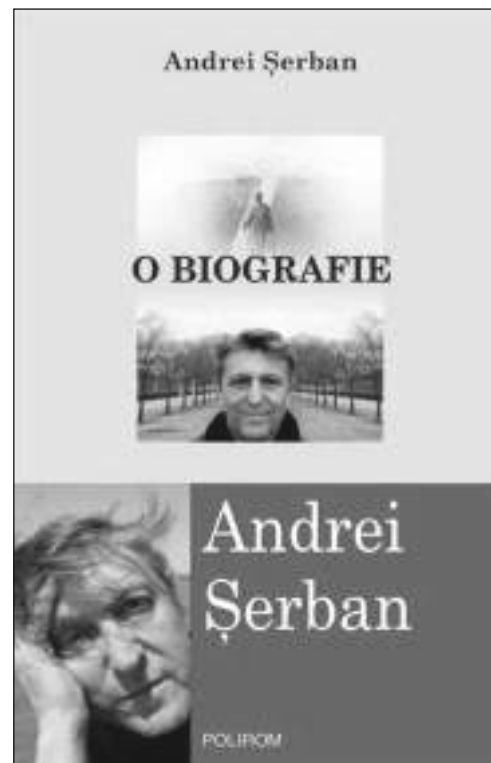 Andrei Șerban
O BIOGRAFIE
Andrei
Șerban
POLIROM